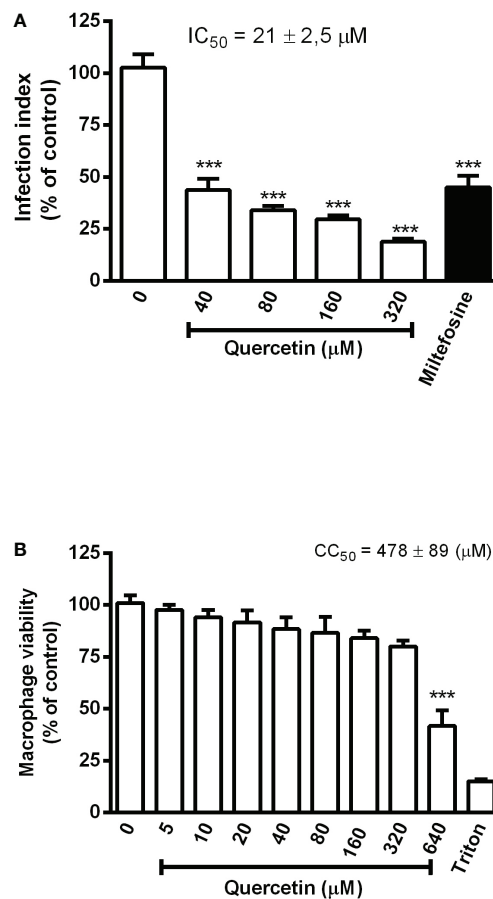 A
IC50 = 21 ± 2,5 μM
Infection index
(% of control)
125
100
75
50
25
0
***
***
***
***
***
0
40
80
160
320
Miltefosine
Quercetin (μM)
B
CC50 = 478 ± 89 (μM)
Macrophage viability
(% of control)
125
100
75
50
25
0
***
0
5
10
20
40
80
160
320
640
Triton
Quercetin (μM)